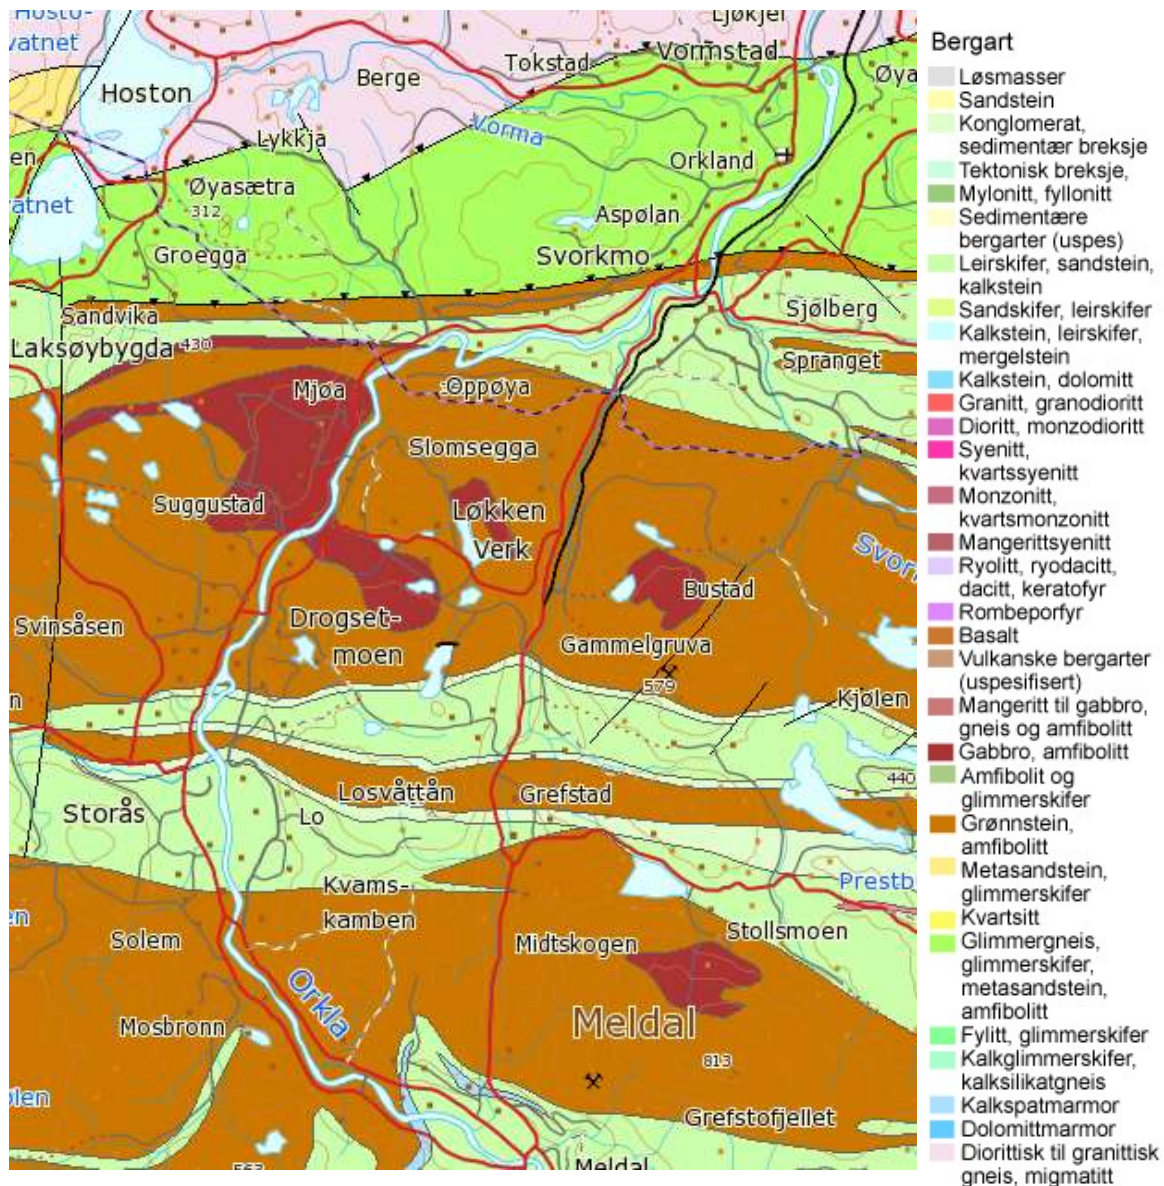 Hosto-
vatnet
Ljøkjel
Vormstad
Tokstad
Øya
Berge
Hoston
Vorma
Lykkja
en
Orkland
Øyasætra
312
vatnet
Aspølan
Groegga
Svorkmo
Sandvika
Sjølberg
Laksøybygda
430
Spranget
Mjøa
Oppøya
Slomsegga
Suggustad
Løkken
Verk
Bustad
Svinsåsen
Drogset-
moen
Gammelgruva
579
Kjølen
n
440
Losvåttån
Grefstad
Storås
Lo
Kvams-
kamben
Prestb
en
Solem
Midtskogen
Stollsmoen
Orkla
Mosbronn
Meldal
813
olen
Grefstofjellet
563
Meldal
Bergart
Løsmasser
Sandstein
Konglomerat,
sedimentær breksje
Tektonisk breksje,
Mylonitt, fyllonitt
Sedimentære
bergarter (uspes)
Leirskifer, sandstein,
kalkstein
Sandskifer, leirskifer
Kalkstein, leirskifer,
mergelstein
Kalkstein, dolomitt
Granitt, granodioritt
Dioritt, monzodioritt
Syenitt,
kvartssyenitt
Monzonitt,
kvartsmonzonitt
Mangerittsyenitt
Ryolitt, ryodacitt,
dacitt, keratofyr
Rombeporfyr
Basalt
Vulkanske bergarter
(uspesifisert)
Mangeritt til gabbro,
gneis og amfibolitt
Gabbro, amfibolitt
Amfibolit og
glimmerskifer
Grønnstein,
amfibolitt
Metasandstein,
glimmerskifer
Kvartsitt
Glimmergneis,
glimmerskifer,
metasandstein,
amfibolitt
Fylitt, glimmerskifer
Kalkglimmerskifer,
kalksilikatgneis
Kalkspatmarmor
Dolomittmarmor
Diorittisk til granittisk
gneis, migmatitt